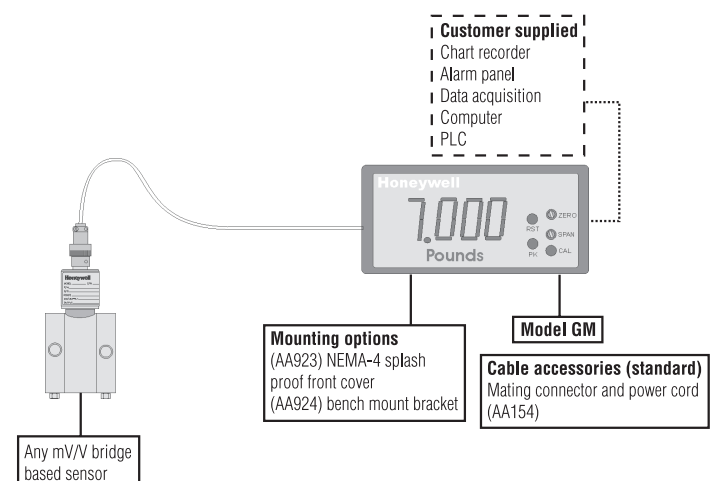 Customer supplied
Chart recorder
Alarm panel
Data acquisition
Computer
PLC
Honeywell
7.000
Pounds
RST
PK
ZERO
SPAN
CAL
Honeywell
Mounting options
(AA923) NEMA-4 splash
proof front cover
(AA924) bench mount bracket
Model GM
Cable accessories (standard)
Mating connector and power cord
(AA154)
Any mV/V bridge
based sensor